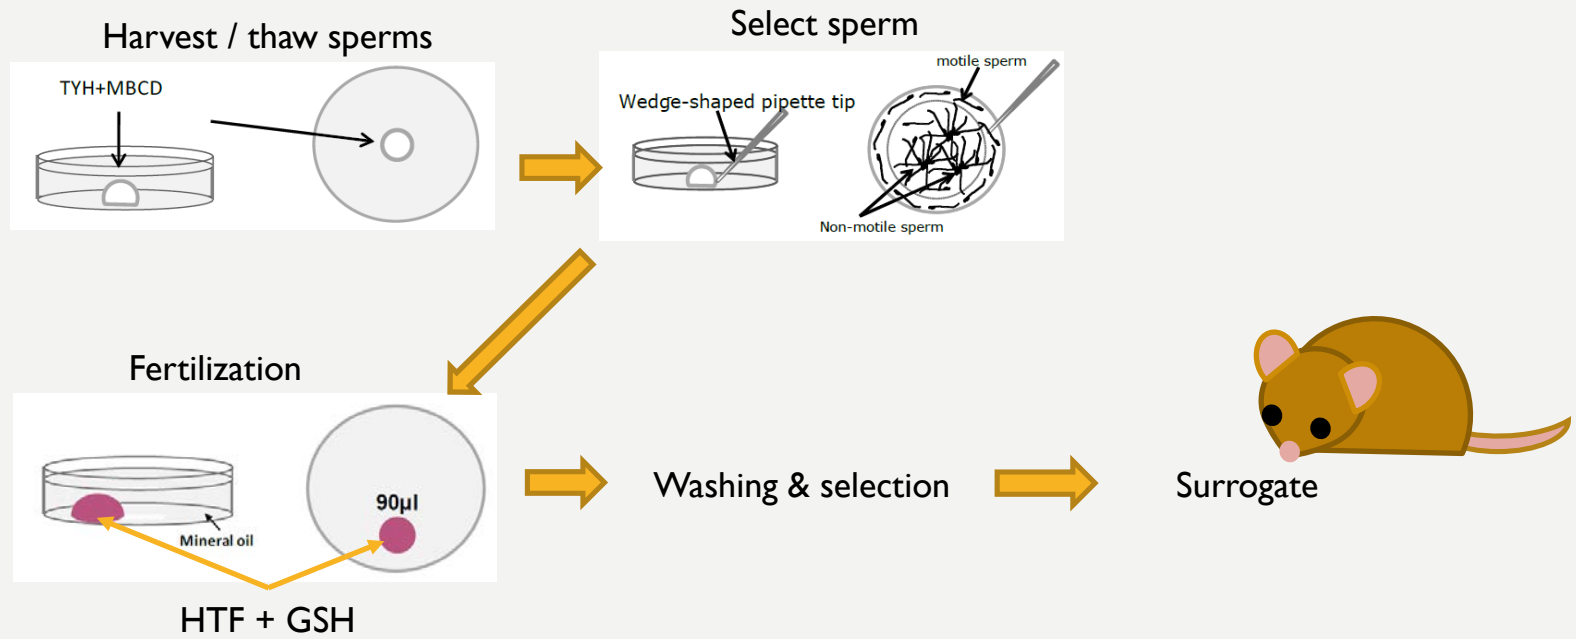 Harvest / thaw sperms
TYH+MBCD
Select sperm
motile sperm
Wedge-shaped pipette tip
Non-motile sperm
Fertilization
90µl
Mineral oil
HTF + GSH
Washing & selection
Surrogate